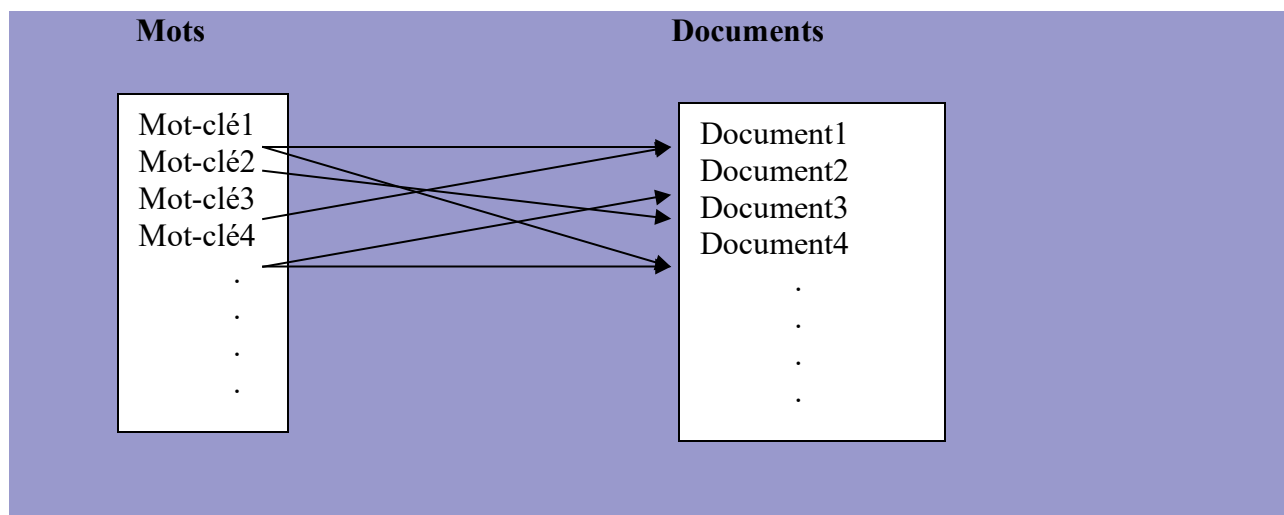 Mots
Documents
Mot-clé1
Mot-clé2
Mot-clé3
Mot-clé4
.
.
.
.
Document1
Document2
Document3
Document4
.
.
.
.